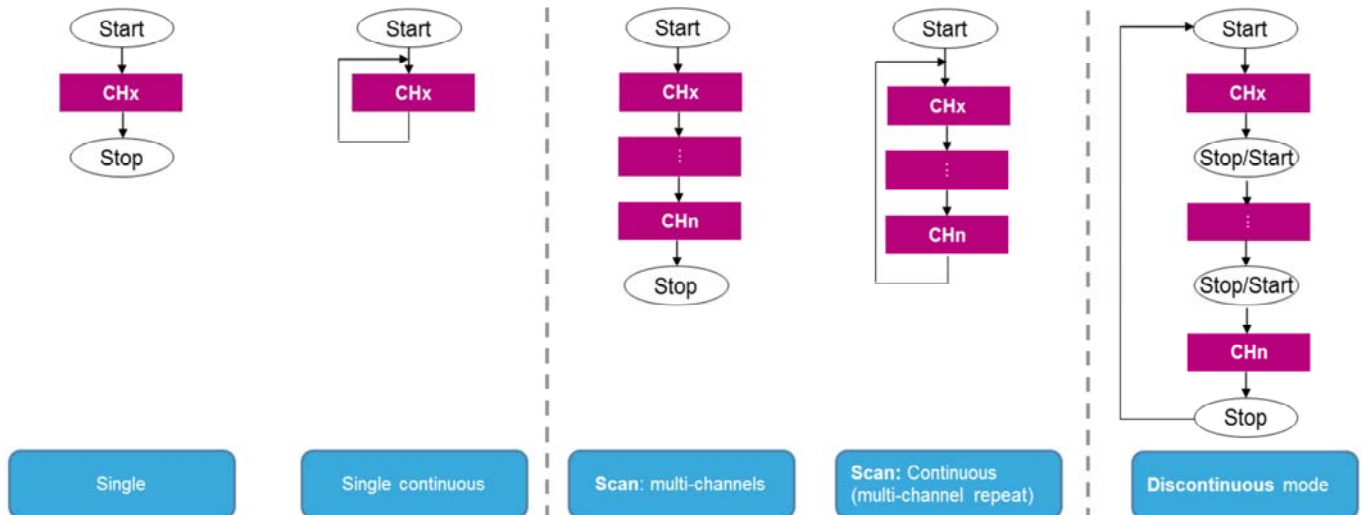 Start
CHx
Stop
Single
Start
CHx
Single continuous
Start
CHx
⋮
CHn
Stop
Scan: multi-channels
Start
CHx
⋮
CHn
Scan: Continuous
(multi-channel repeat)
Start
CHx
Stop/Start
⋮
Stop/Start
CHn
Stop
Discontinuous mode